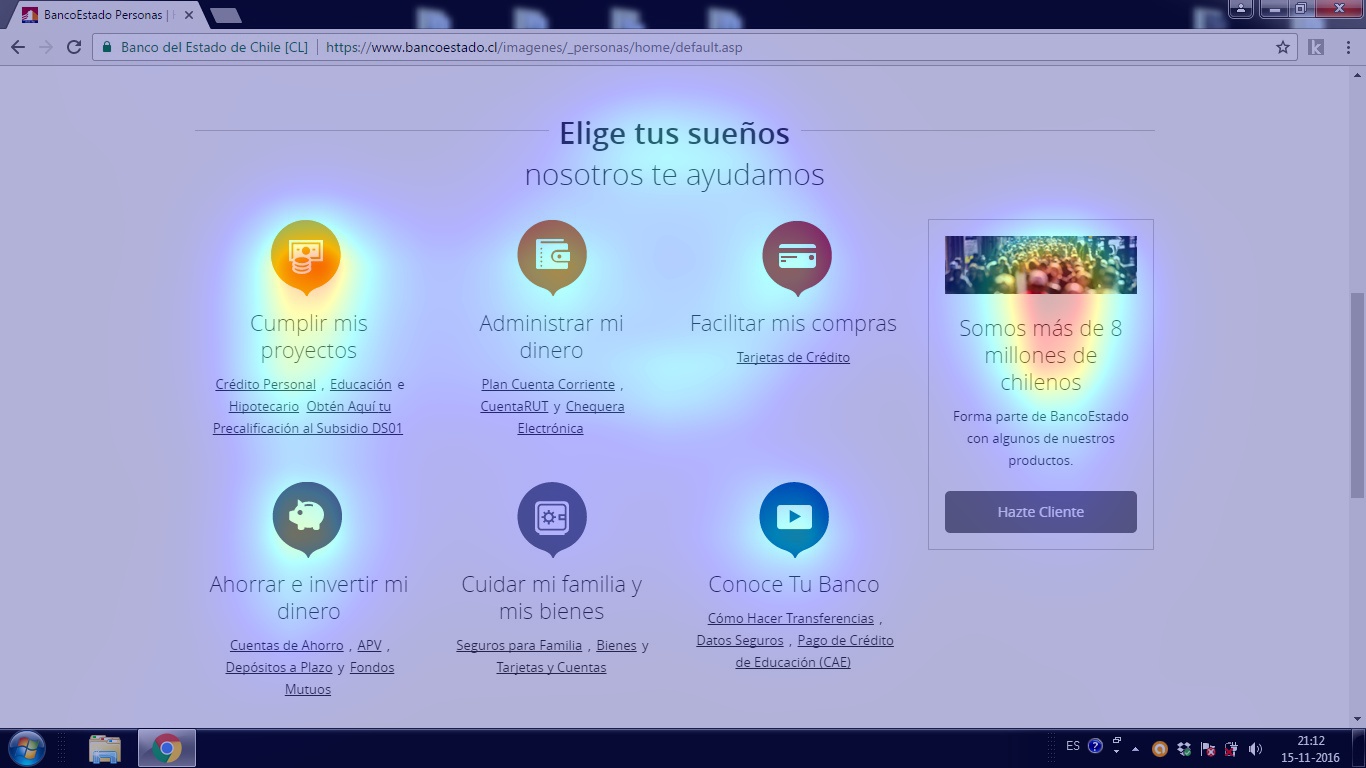 BancoEstado Personas |
Banco del Estado de Chile [CL] https://www.bancoestado.cl/imagenes/_personas/home/default.asp
Elige tus sueños
nosotros te ayudamos
Cumplir mis
proyectos
Crédito Personal , Educación e
Hipotecario Obtén Aquí tu
Precalificación al Subsidio DS01
Administrar mi
dinero
Plan Cuenta Corriente ,
CuentaRUT y Chequera
Electrónica
Facilitar mis compras
Tarjetas de Crédito
Somos más de 8
millones de
chilenos
Forma parte de BancoEstado
con algunos de nuestros
productos.
Hazte Cliente
Ahorrar e invertir mi
dinero
Cuentas de Ahorro , APV ,
Depósitos a Plazo y Fondos
Mutuos
Cuidar mi familia y
mis bienes
Seguros para Familia , Bienes y
Tarjetas y Cuentas
Conoce Tu Banco
Cómo Hacer Transferencias ,
Datos Seguros , Pago de Crédito
de Educación (CAE)
ES
21:12
15-11-2016